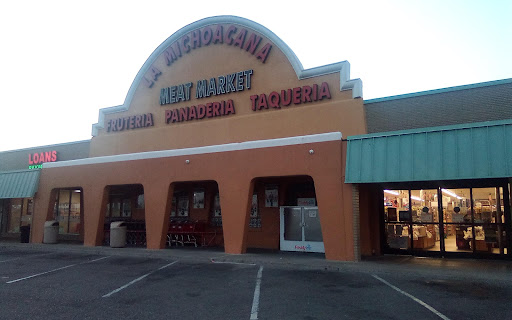 LA MICHOACANA
MEAT MARKET
FRUTERIA PANADERIA TAQUERIA
LOANS